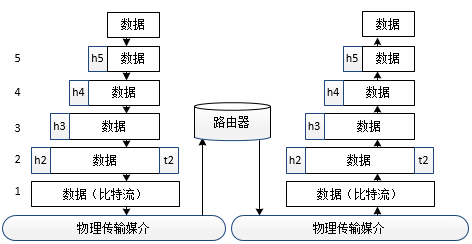 数据 数据
5 h5 数据 h5 数据
4 h4 数据 h4 数据
3 h3 数据 路由器 h3 数据
2 h2 数据 t2 h2 数据 t2
1 数据（比特流） 数据（比特流）
物理传输媒介 物理传输媒介